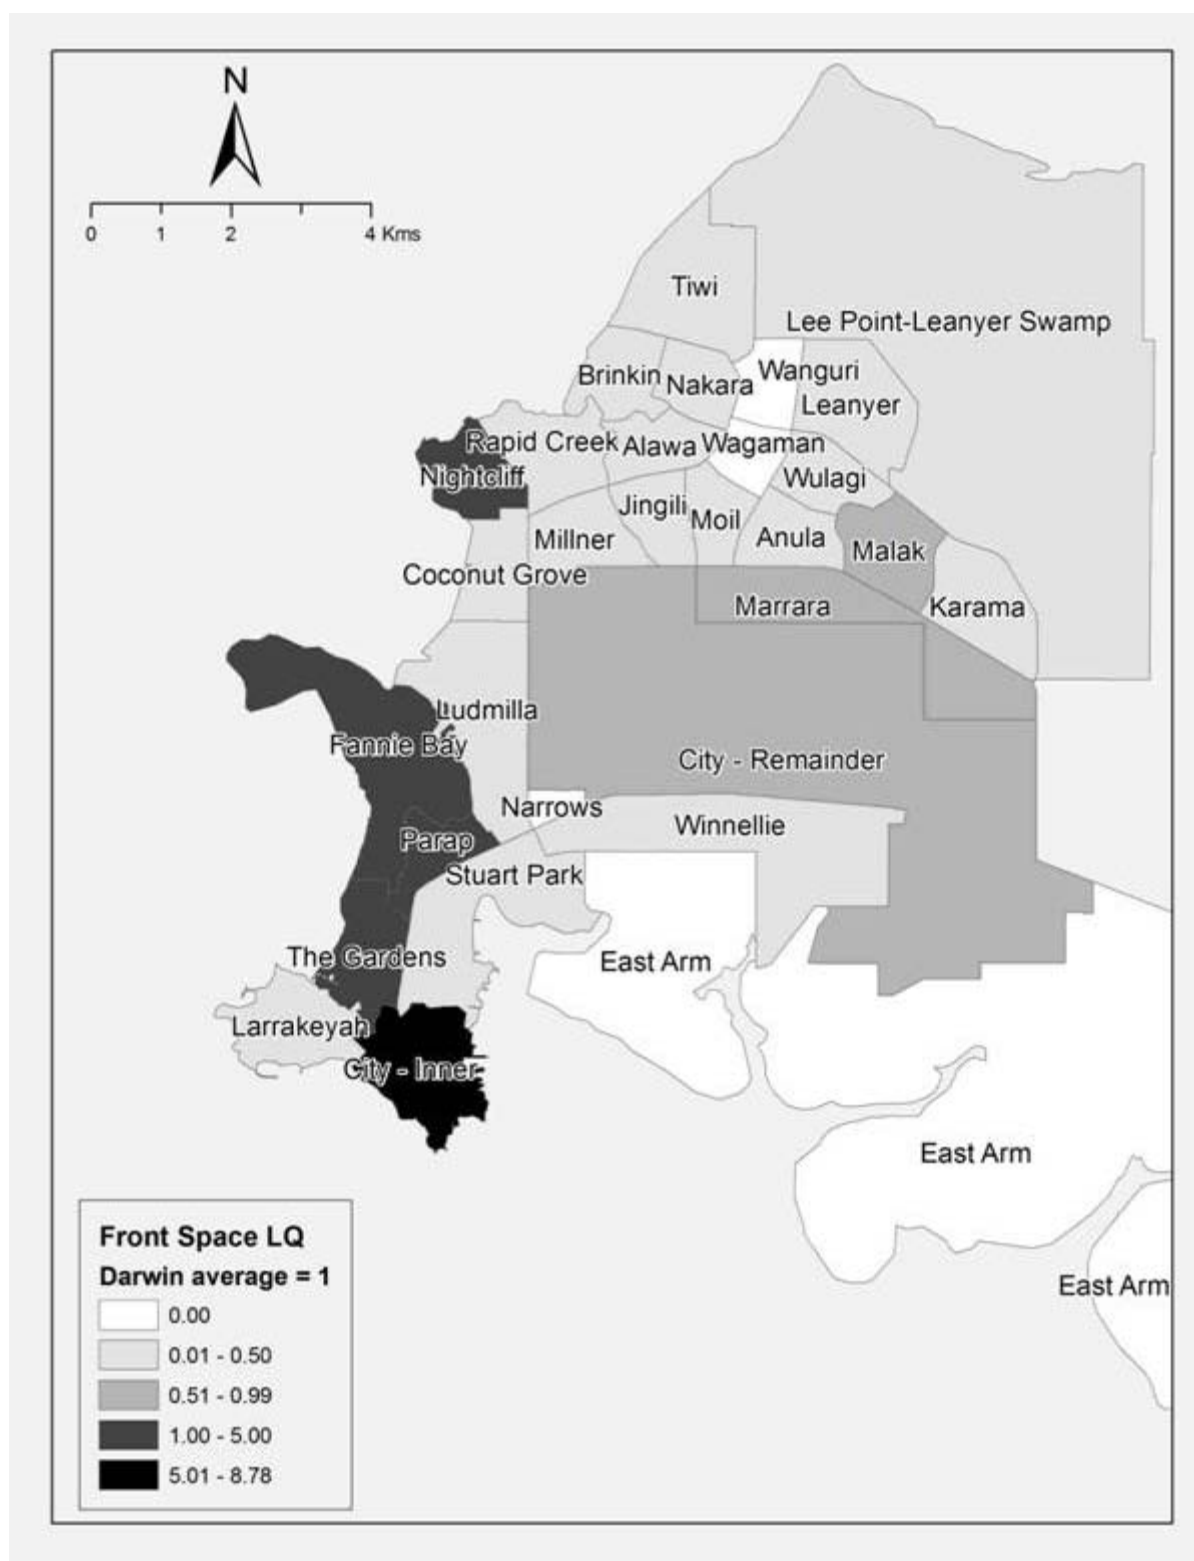 N
0 1 2 4 Kms
Tiwi
Lee Point-Leanyer Swamp
Brinkin
Nakara
Wanguri
Leanyer
Rapid Creek
Alawa
Wagaman
Nightcliff
Wulagi
Jingili
Moil
Millner
Anula
Malak
Coconut Grove
Marrara
Karama
Ludmilla
Fannie Bay
City - Remainder
Narrows
Winnellie
Parap
Stuart Park
The Gardens
East Arm
Larrakeyah
City - Inner
East Arm
East Arm
Front Space LQ
Darwin average = 1
0.00
0.01 - 0.50
0.51 - 0.99
1.00 - 5.00
5.01 - 8.78